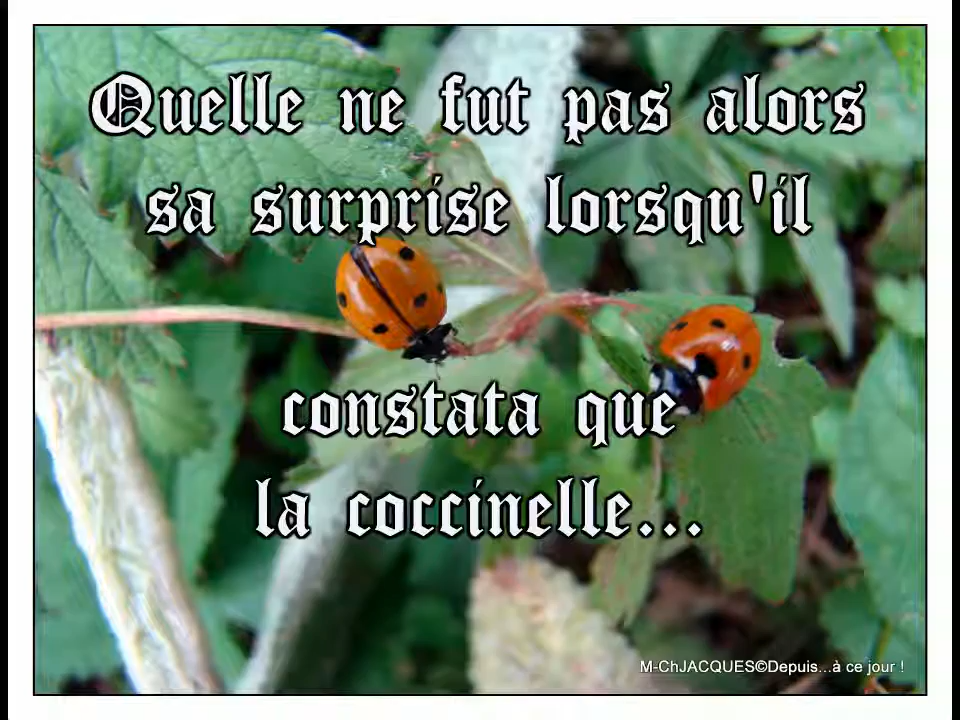 Quelle ne fut pas alors
sa surprise lorsqu'il
constata que
la coccinelle...
M-ChJACQUES©Depuis...à ce jour !